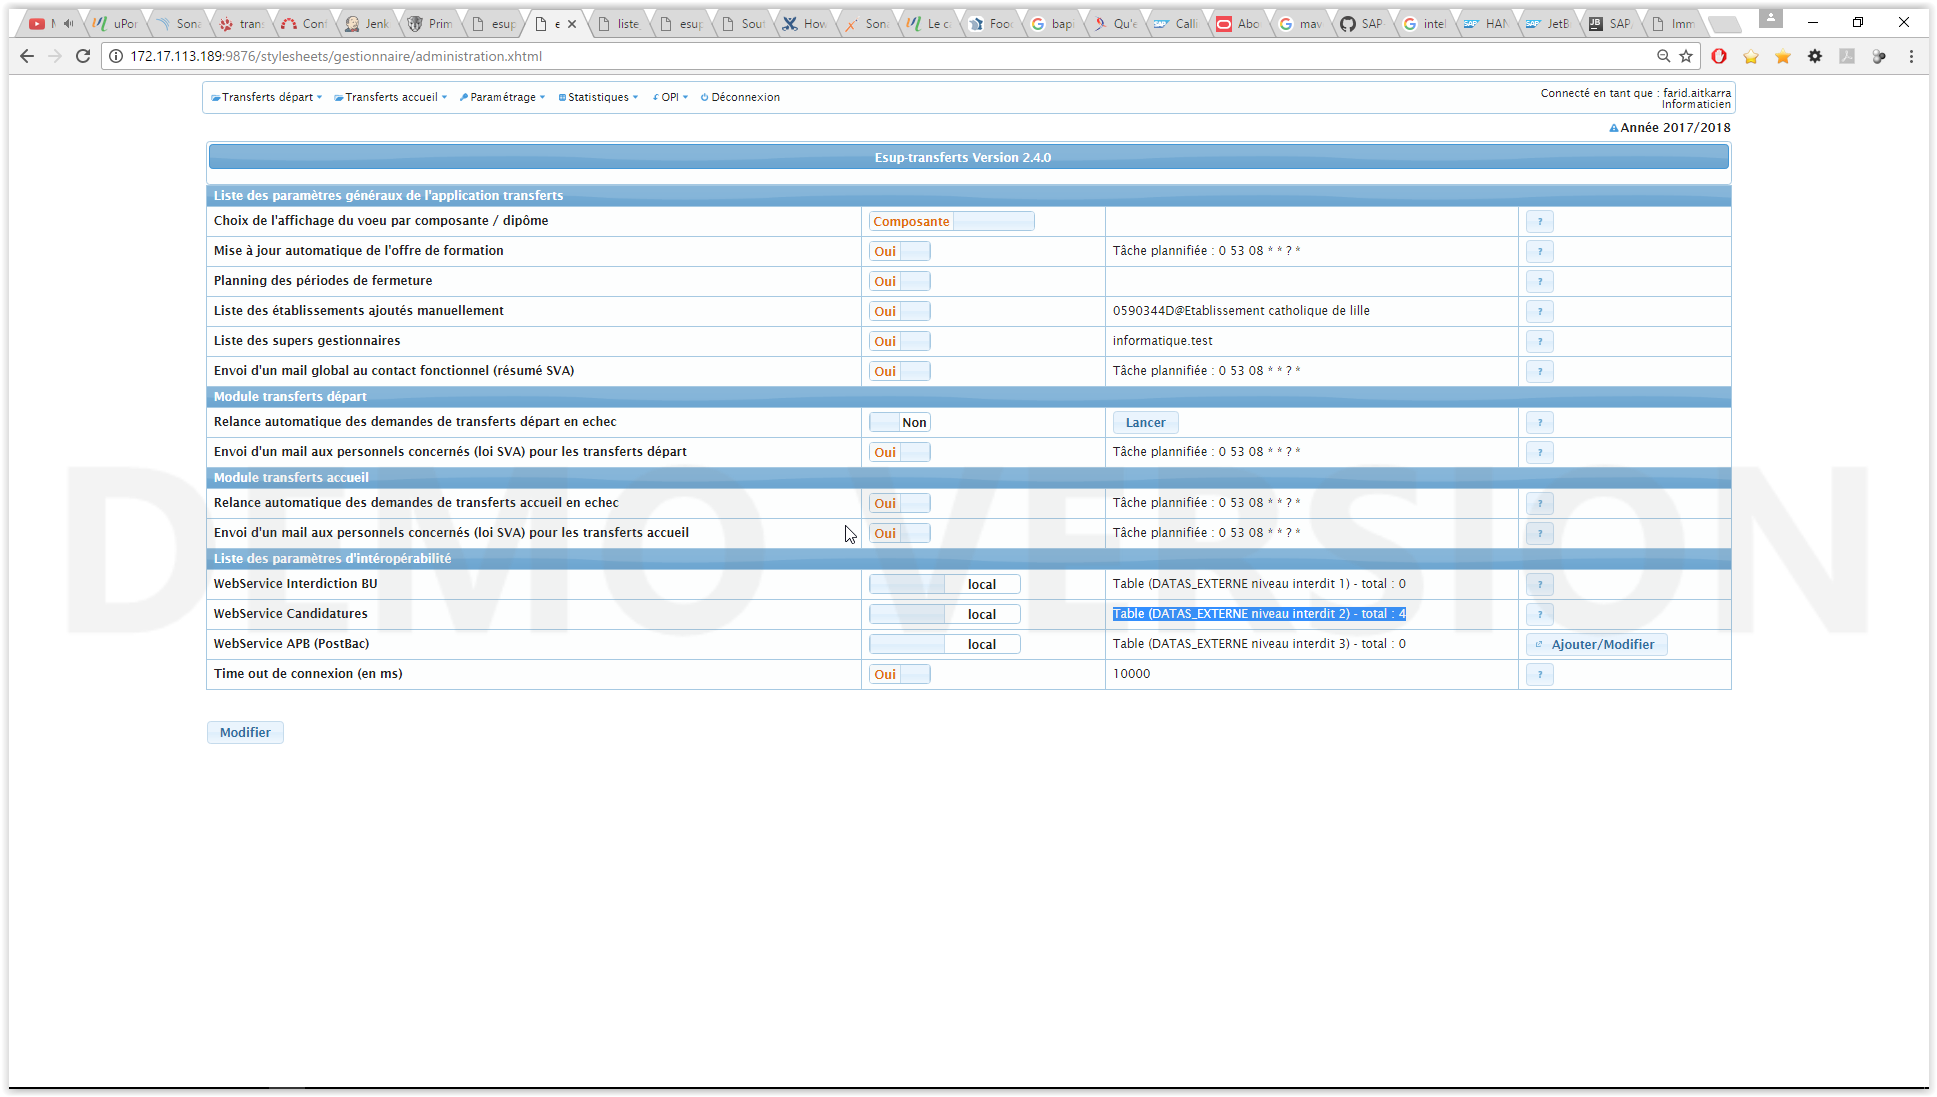 uPor
Sona
trans
Cont
Jenk
Prim
esup
e
liste
esup
Sout
How
Sona
Le c
Food
bapi
Qu'e
Calli
Abo
mav
SAP
intel
HAN
JetB
SAP
Imm
172.17.113.189:9876/stylesheets/gestionnaire/administration.xhtml
Transferts départ Transferts accueil Paramétrage Statistiques OPI Déconnexion
Connecté en tant que : farid.aitkarra
Informaticien
Année 2017/2018
Esup-transferts Version 2.4.0
Liste des paramètres généraux de l'application transferts
Choix de l'affichage du voeu par composante / dipôme Composante ?
Mise à jour automatique de l'offre de formation Oui Tâche plannifiée : 0 53 08 * * ? * ?
Planning des périodes de fermeture Oui ?
Liste des établissements ajoutés manuellement Oui 0590344D@Etablissement catholique de lille ?
Liste des supers gestionnaires Oui informatique.test ?
Envoi d'un mail global au contact fonctionnel (résumé SVA) Oui Tâche plannifiée : 0 53 08 * * ? * ?
Module transferts départ
Relance automatique des demandes de transferts départ en echec Non Lancer ?
Envoi d'un mail aux personnels concernés (loi SVA) pour les transferts départ Oui Tâche plannifiée : 0 53 08 * * ? * ?
Module transferts accueil
Relance automatique des demandes de transferts accueil en echec Oui Tâche plannifiée : 0 53 08 * * ? * ?
Envoi d'un mail aux personnels concernés (loi SVA) pour les transferts accueil Oui Tâche plannifiée : 0 53 08 * * ? * ?
Liste des paramètres d'intéropérabilité
WebService Interdiction BU local Table (DATAS_EXTERNE niveau interdit 1) - total : 0 ?
WebService Candidatures local Table (DATAS_EXTERNE niveau interdit 2) - total : 4 ?
WebService APB (PostBac) local Table (DATAS_EXTERNE niveau interdit 3) - total : 0 Ajouter/Modifier
Time out de connexion (en ms) Oui 10000 ?
Modifier
DEMO VERSION